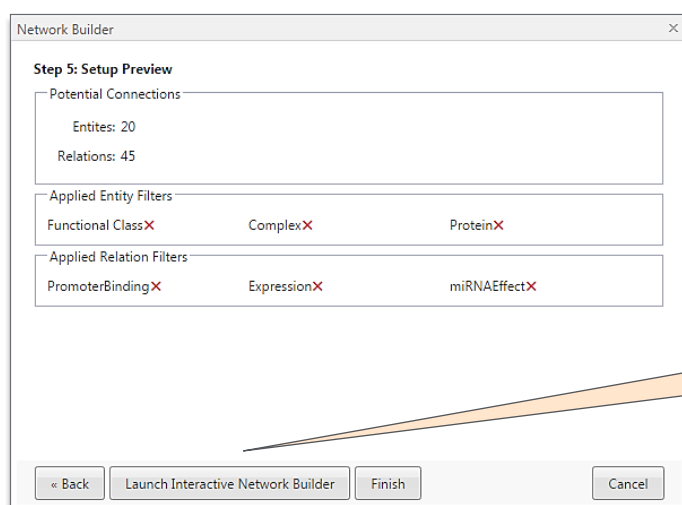 Network Builder ×
Step 5: Setup Preview
Potential Connections
Entites: 20
Relations: 45
Applied Entity Filters
Functional Class✕ Complex✕ Protein✕
Applied Relation Filters
PromoterBinding✕ Expression✕ miRNAEffect✕
« Back Launch Interactive Network Builder Finish Cancel